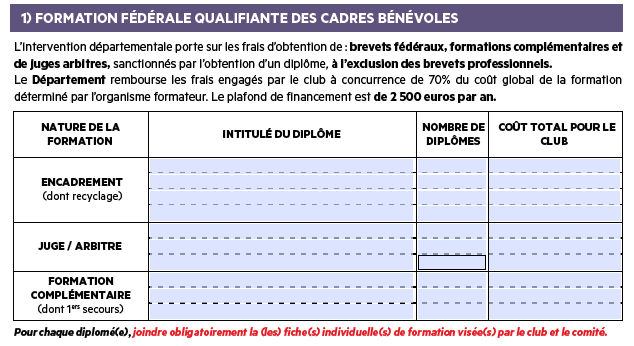 1) FORMATION FÉDÉRALE QUALIFIANTE DES CADRES BÉNÉVOLES
L'intervention départementale porte sur les frais d'obtention de : brevets fédéraux, formations complémentaires et
de juges arbitres, sanctionnés par l'obtention d'un diplôme, à l'exclusion des brevets professionnels.
Le Département rembourse les frais engagés par le club à concurrence de 70% du coût global de la formation
déterminé par l'organisme formateur. Le plafond de financement est de 2 500 euros par an.
NATURE DE LA
FORMATION
INTITULÉ DU DIPLÔME
NOMBRE DE
DIPLÔMES
COÛT TOTAL POUR LE
CLUB
ENCADREMENT
(dont recyclage)
JUGE / ARBITRE
FORMATION
COMPLÉMENTAIRE
(dont 1ers secours)
Pour chaque diplomé(e), joindre obligatoirement la (les) fiche(s) individuelle(s) de formation visée(s) par le club et le comité.